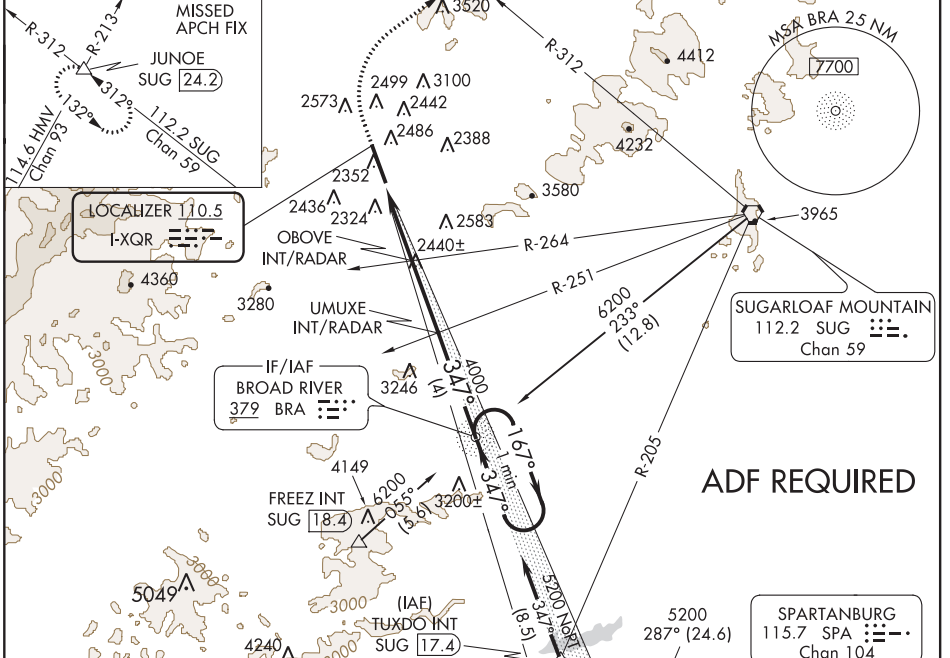 MISSED
APCH FIX
R-312
R-213
JUNOE
SUG 24.2
312°
132°
114.6 HMV
Chan 93
112.2 SUG
Chan 59
3520
R-312
4412
MSA BRA 25 NM
7700
2499
3100
2573
2442
2486
2388
4232
2352
3580
2436
2324
2583
3965
LOCALIZER 110.5
I-XQR
OBOVE
INT/RADAR
2440±
R-264
R-251
4360
3280
UMUXE
INT/RADAR
6200
233°
(12.8)
SUGARLOAF MOUNTAIN
112.2 SUG
Chan 59
3000
IF/IAF
BROAD RIVER
379 BRA
3246
347°
(4)
4000
167°
1 min
347°
R-205
ADF REQUIRED
3000
4149
FREEZ INT
SUG 18.4
6200
055°
(5.6)
3200±
5049
3000
3000
(IAF)
TUXDO INT
SUG 17.4
4240
(8.5)
347°
5200 NoPT
5200
287° (24.6)
SPARTANBURG
115.7 SPA
Chan 104